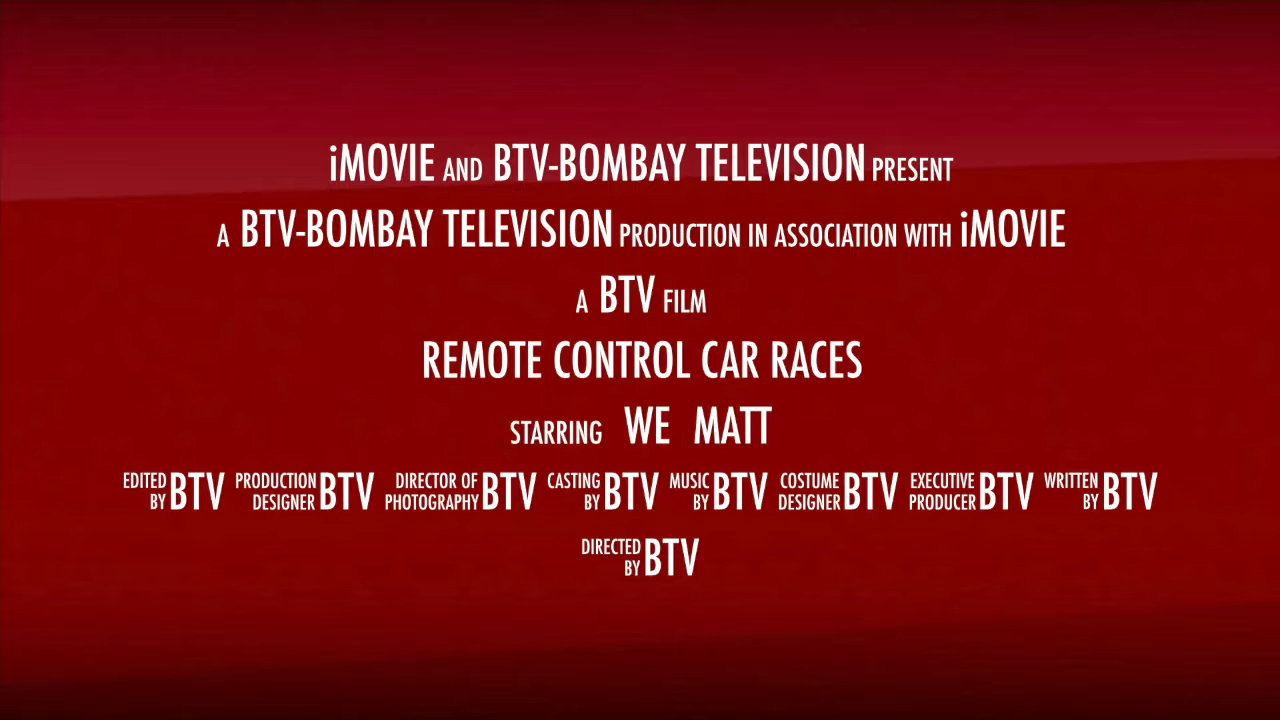 iMOVIE AND BTV-BOMBAY TELEVISION PRESENT
A BTV-BOMBAY TELEVISION PRODUCTION IN ASSOCIATION WITH iMOVIE
A BTV FILM
REMOTE CONTROL CAR RACES
STARRING WE MATT
EDITED BY BTV PRODUCTION DESIGNER BTV DIRECTOR OF PHOTOGRAPHY BTV CASTING BY BTV MUSIC BY BTV COSTUME DESIGNER BTV EXECUTIVE PRODUCER BTV WRITTEN BY BTV
DIRECTED BY BTV